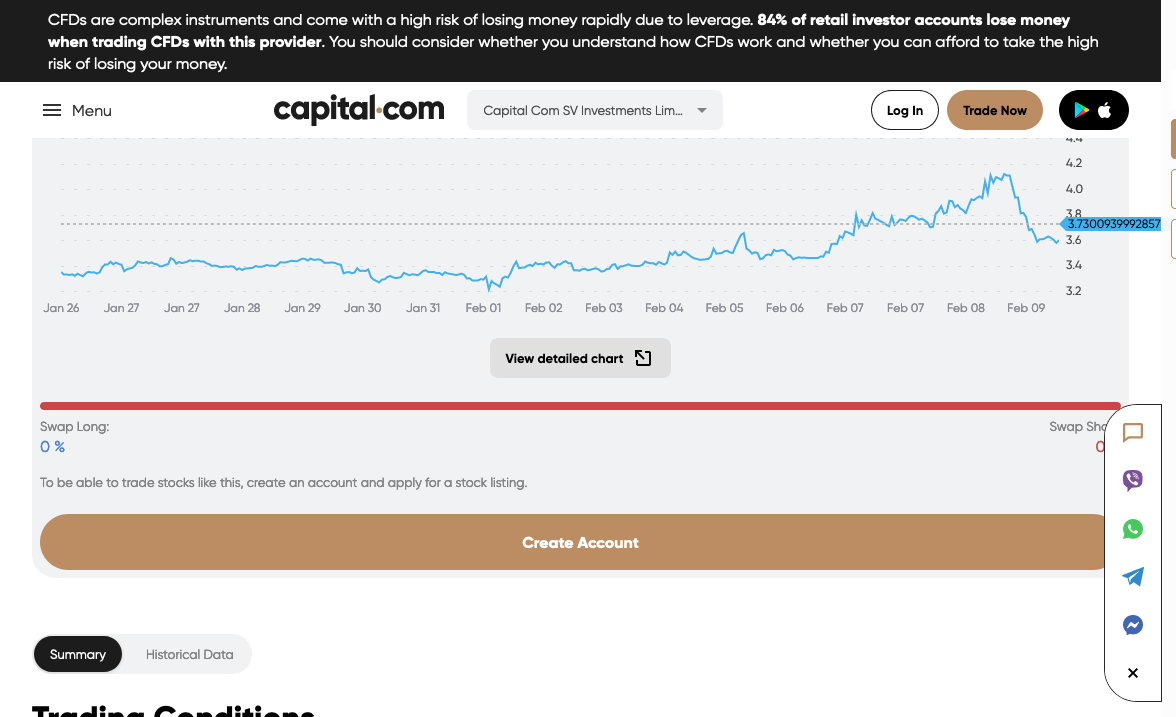 CFDs are complex instruments and come with a high risk of losing money rapidly due to leverage. 84% of retail investor accounts lose money
when trading CFDs with this provider. You should consider whether you understand how CFDs work and whether you can afford to take the high
risk of losing your money.
Menu
capital.com
Capital Com SV Investments Lim...
Log In
Trade Now
4.4
4.2
4.0
3.8
3.7300939992857
3.6
3.4
3.2
Jan 26 Jan 27 Jan 27 Jan 28 Jan 29 Jan 30 Jan 31 Feb 01 Feb 02 Feb 03 Feb 04 Feb 05 Feb 06 Feb 07 Feb 07 Feb 08 Feb 09
View detailed chart
Swap Long:
0 %
Swap Sho
0
To be able to trade stocks like this, create an account and apply for a stock listing.
Create Account
Summary
Historical Data
Trading Conditions